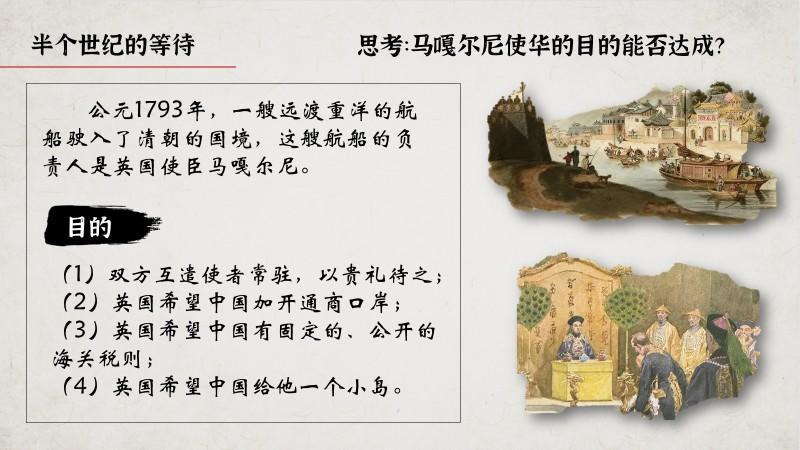 半个世纪的等待
思考:马嘎尔尼使华的目的能否达成?
公元1793年，一艘远渡重洋的航
船驶入了清朝的国境，这艘航船的负
责人是英国使臣马嘎尔尼。
目的
（1）双方互遣使者常驻，以贵礼待之；
（2）英国希望中国加开通商口岸；
（3）英国希望中国有固定的、公开的
海关税则；
（4）英国希望中国给他一个小岛。